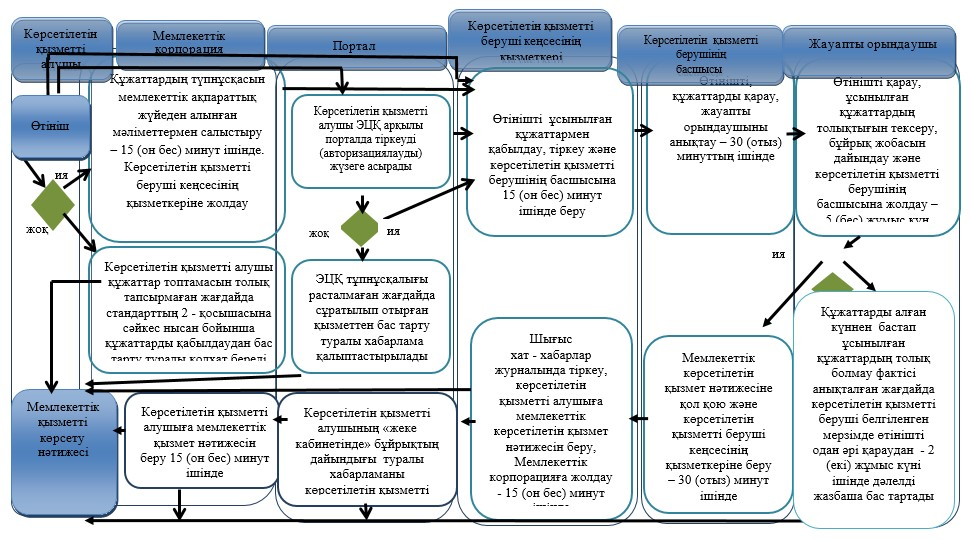 Көрсетілетін
қызметті
алушы
Мемлекеттік
корпорация
Портал
Көрсетілетін қызметті
беруші кеңсесінің
қызметкері
Көрсетілетін қызметті
берушінің
басшысы
Жауапты орындаушы
Өтініш
ия
жоқ
Құжаттардың түпнұсқасын
мемлекеттік ақпараттық
жүйеден алынған
мәліметтермен салыстыру
– 15 (он бес) минут ішінде.
Көрсетілетін қызметті
беруші кеңсесінің
қызметкеріне жолдау
Көрсетілетін қызметті
алушы ЭЦҚ арқылы
порталда тіркеуді
(авторизациялауды)
жүзеге асырады
жоқ
ия
Өтінішті ұсынылған
құжаттармен
қабылдау, тіркеу және
көрсетілетін қызметті
берушінің басшысына
15 (он бес) минут
ішінде беру
Өтінішті,
құжаттарды қарау,
жауапты
орындаушыны
анықтау – 30 (отыз)
минуттың ішінде
Өтінішті қарау,
ұсынылған
құжаттардың
толықтығын тексеру,
бұйрық жобасын
дайындау және
көрсетілетін қызметті
берушінің
басшысына жолдау –
5 (бес) жұмыс күн
ия
Көрсетілетін қызметті алушы
құжаттар топтамасын толық
тапсырмаған жағдайда
стандарттың 2 - қосышасына
сәйкес нысан бойынша
құжаттарды қабылдаудан бас
тарту туралы қолхат береді
ЭЦҚ түпнұсқалығы
расталмаған жағдайда
сұратылып отырған
қызметтен бас тарту
туралы хабарлама
қалыптастырылады
Шығыс
хат - хабарлар
журналында тіркеу,
көрсетілетін
қызметті алушыға
мемлекеттік
көрсетілетін қызмет
нәтижесін беру,
Мемлекеттік
корпорацияға жолдау
- 15 (он бес) минут
ішінде
Мемлекеттік
көрсетілетін
қызмет нәтижесіне
қол қою және
көрсетілетін
қызметті беруші
кеңсесінің
қызметкеріне беру
– 30 (отыз) минут
ішінде
Құжаттарды алған
күннен бастап
ұсынылған
құжаттардың толық
болмау фактісі
анықталған жағдайда
көрсетілетін қызметті
беруші белгіленген
мерзімде өтінішті
одан әрі қараудан - 2
(екі) жұмыс күні
ішінде дәлелді
жазбаша бас тартады
Мемлекеттік
қызметті
көрсету
нәтижесі
Көрсетілетін қызметті
алушыға мемлекеттік
қызмет нәтижесін
беру 15 (он бес) минут
ішінде
Көрсетілетін қызметті
алушының «жеке
кабинетінде» бұйрықтың
дайындығы туралы
хабарламаны
көрсетілетін қызметті